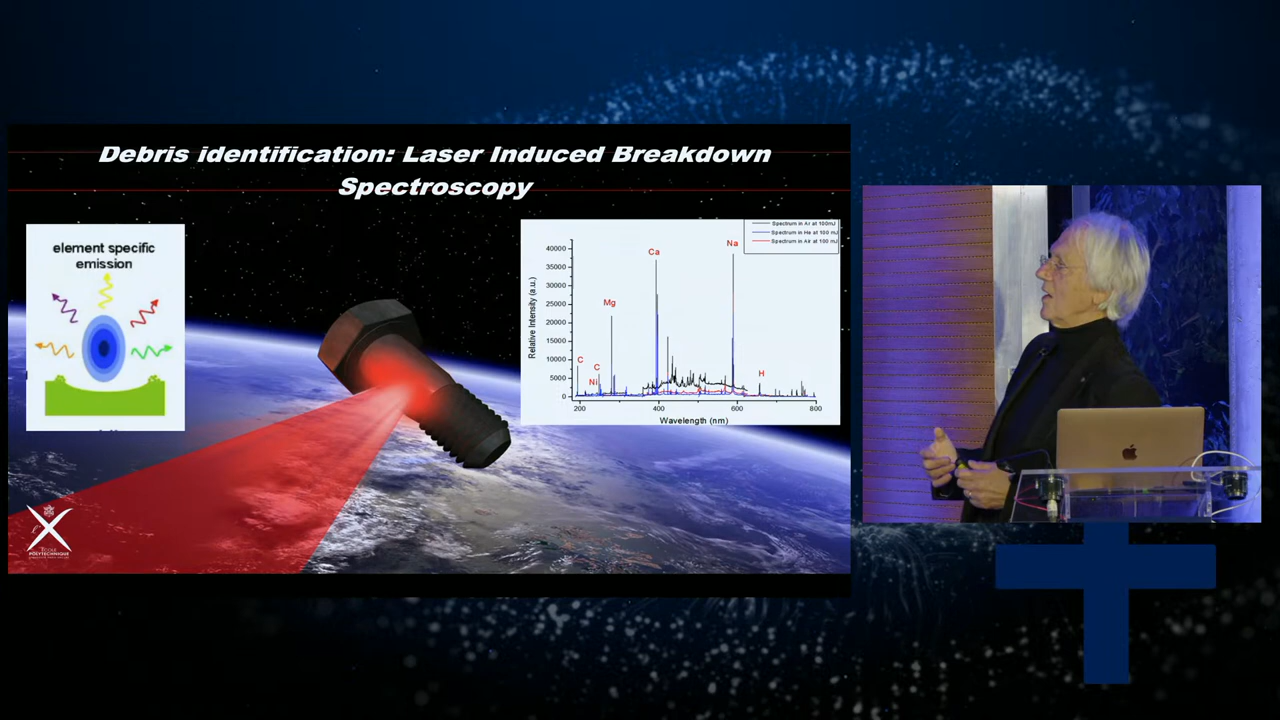 Debris identification: Laser Induced Breakdown
Spectroscopy
element specific
emission
Spectrum in Ar at 100mJ
Spectrum in He at 100 mJ
Spectrum in Air at 100 mJ
Relative Intensity (a.u.)
40000
35000
30000
25000
20000
15000
10000
5000
0
C
Ni
C
Mg
Ca
Na
H
200
400
600
800
Wavelength (nm)
ÉCOLE
POLYTECHNIQUE